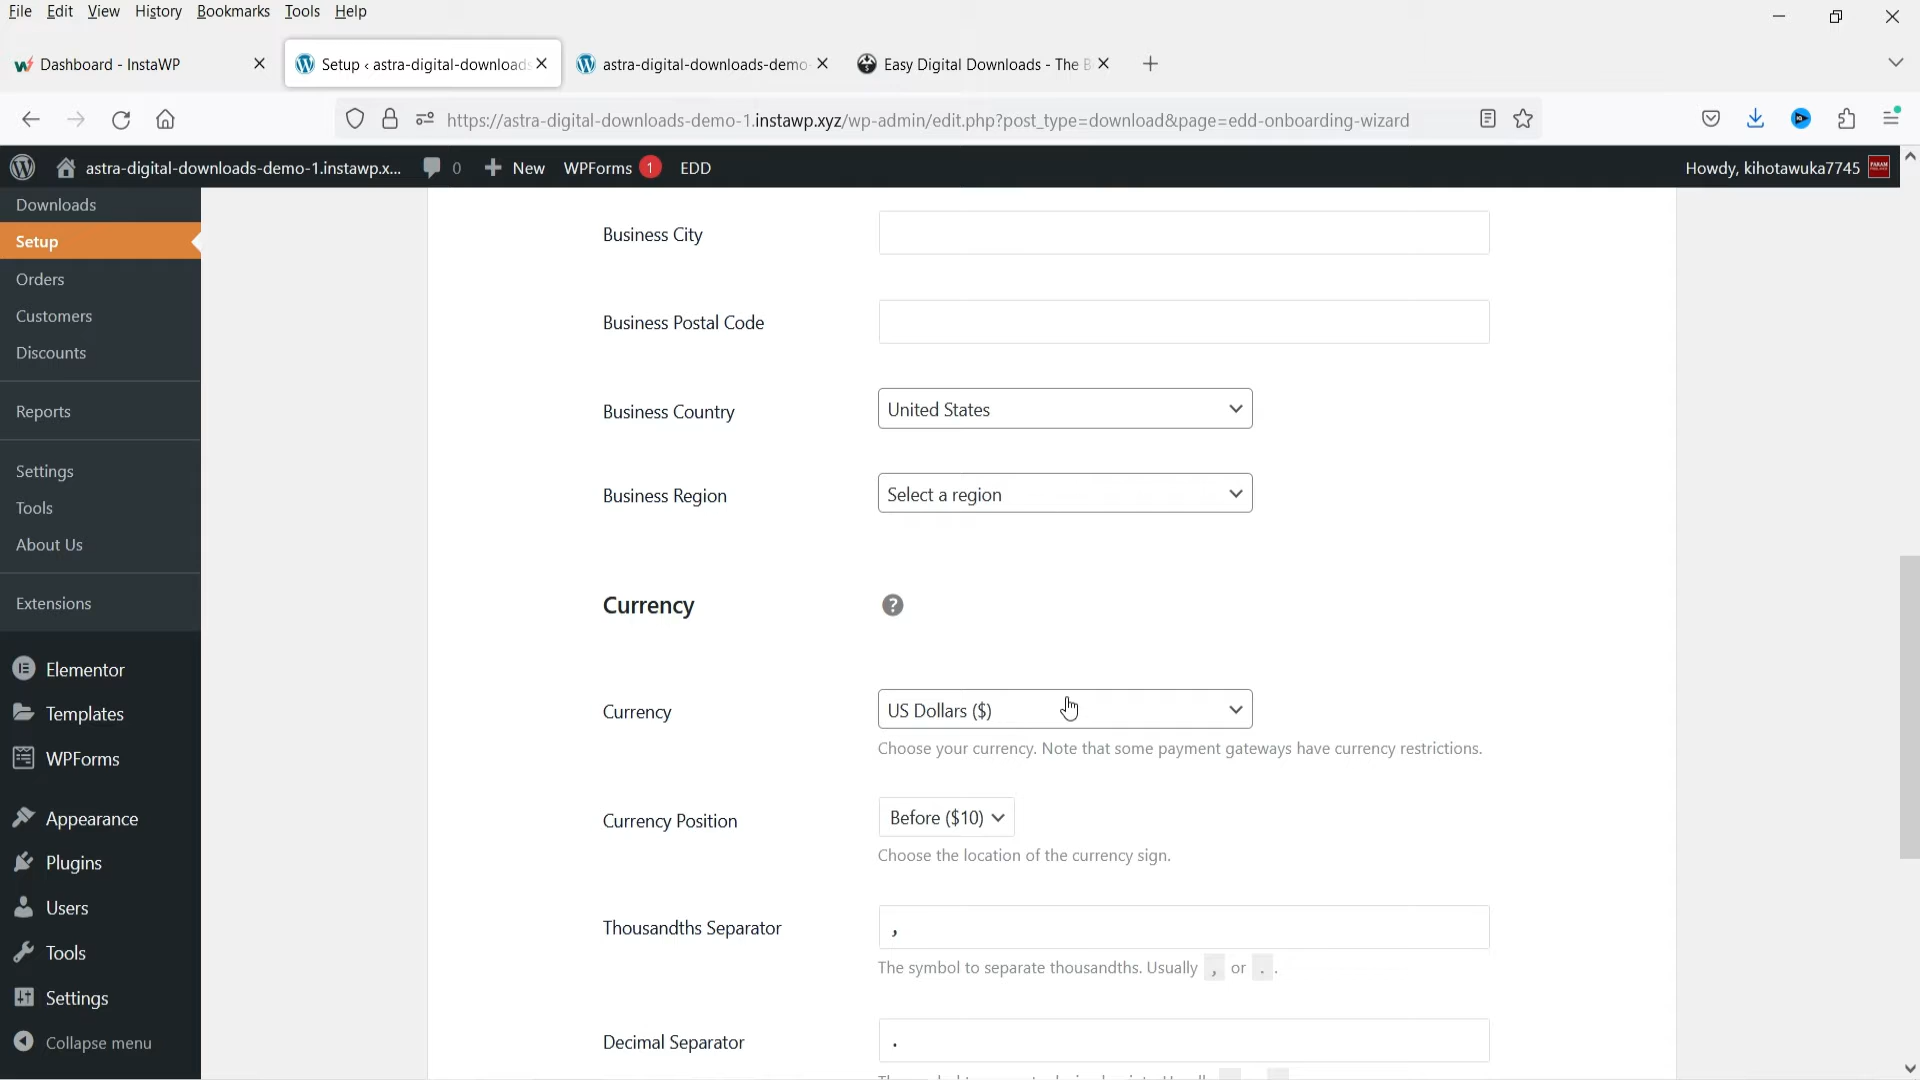 File Edit View History Bookmarks Tools Help
Dashboard - InstaWP
Setup ‹ astra-digital-downloads
astra-digital-downloads-demo-
Easy Digital Downloads - The B
https://astra-digital-downloads-demo-1.instawp.xyz/wp-admin/edit.php?post_type=download&page=edd-onboarding-wizard
astra-digital-downloads-demo-1.instawp.x... 0 New WPForms 1 EDD Howdy, kihotawuka7745
Downloads
Setup
Orders
Customers
Discounts
Reports
Settings
Tools
About Us
Extensions
Elementor
Templates
WPForms
Appearance
Plugins
Users
Tools
Settings
Collapse menu
Business City
Business Postal Code
Business Country United States
Business Region Select a region
Currency ?
Currency US Dollars ($)
Choose your currency. Note that some payment gateways have currency restrictions.
Currency Position Before ($10)
Choose the location of the currency sign.
Thousandths Separator ,
The symbol to separate thousandths. Usually , or .
Decimal Separator .